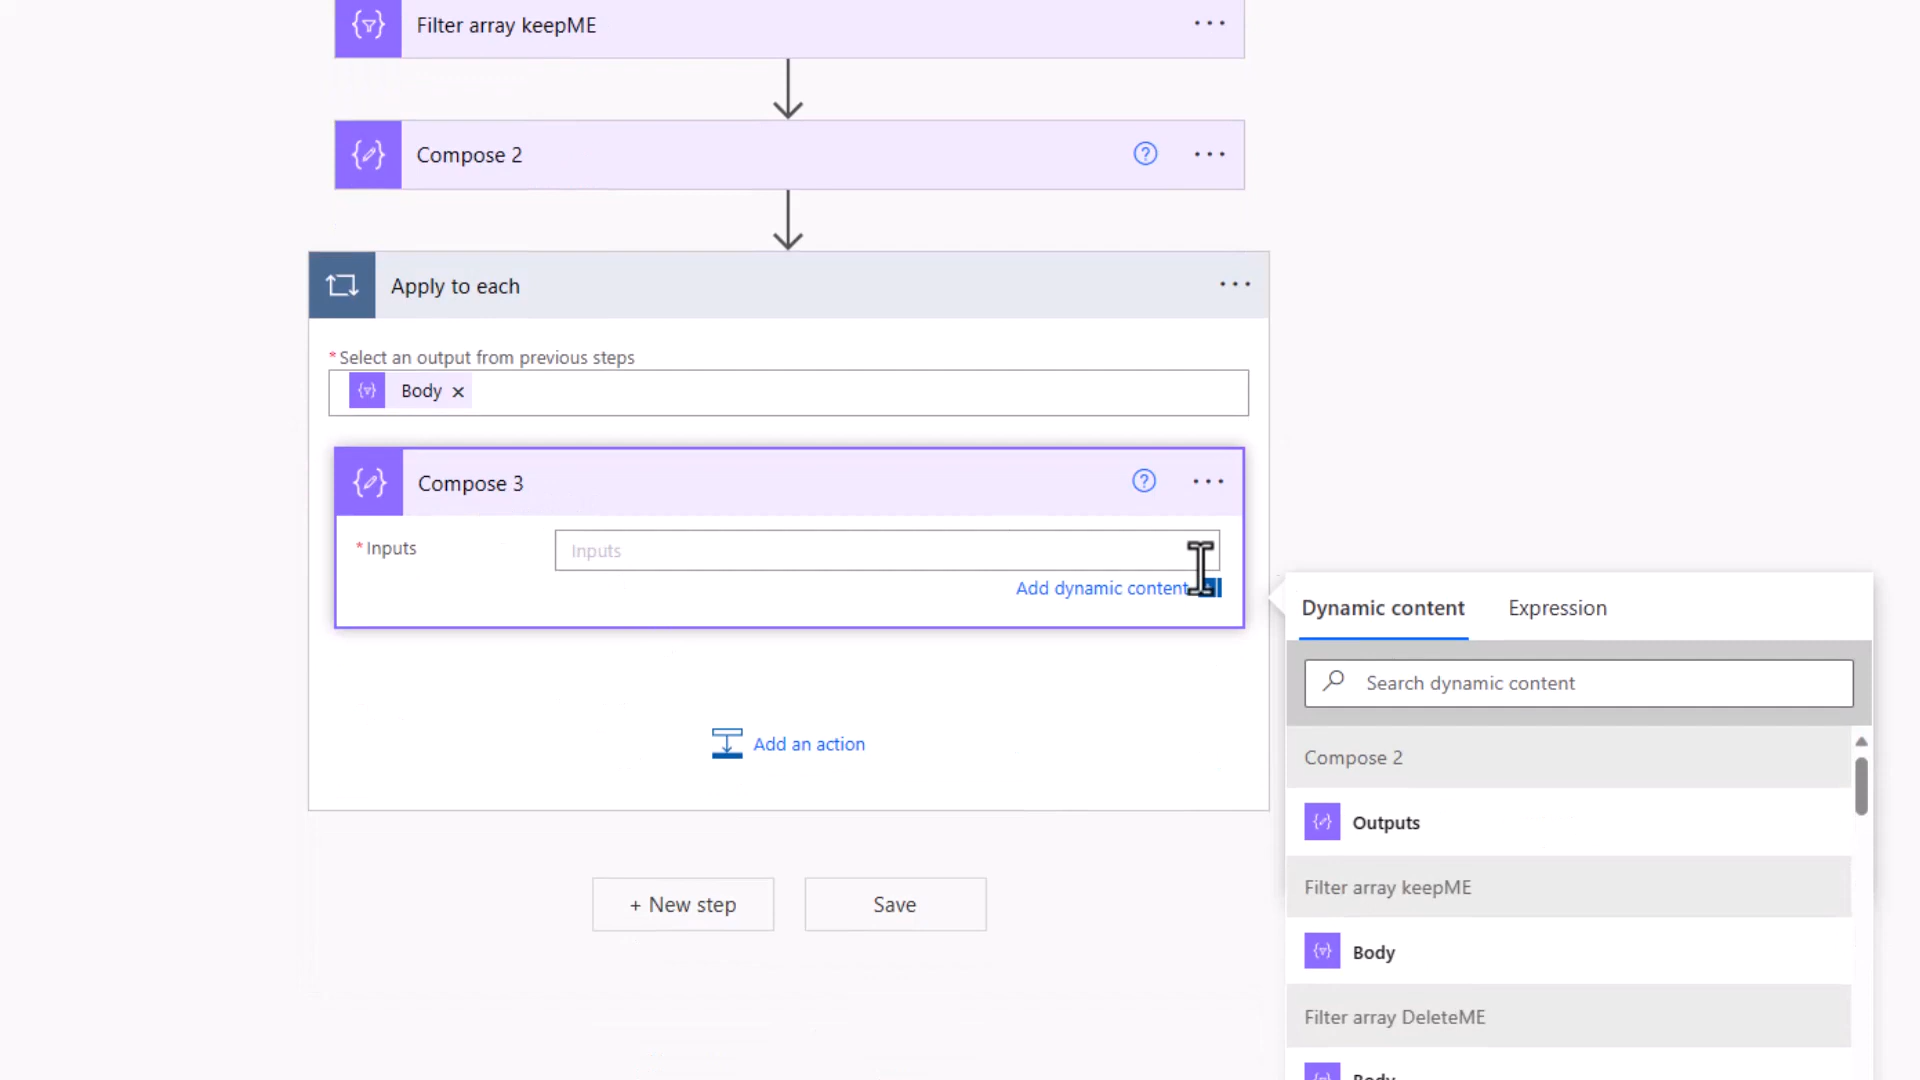 Filter array keepME
Compose 2
Apply to each
* Select an output from previous steps
Body ×
Compose 3
* Inputs
Inputs
Add dynamic content
Add an action
+ New step
Save
Dynamic content
Expression
Search dynamic content
Compose 2
Outputs
Filter array keepME
Body
Filter array DeleteME
Body